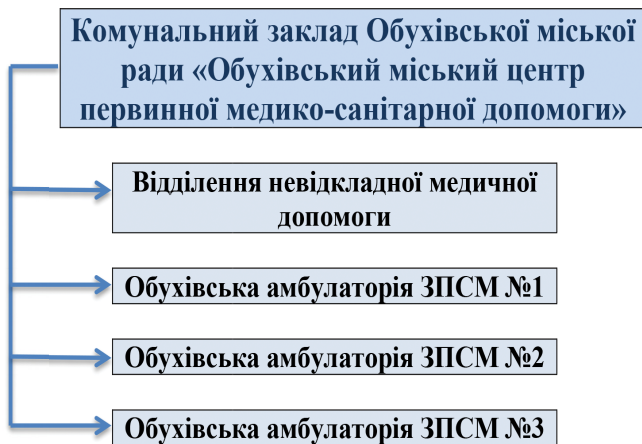 Комунальний заклад Обухівської міської
ради «Обухівський міський центр
первинної медико-санітарної допомоги»
Відділення невідкладної медичної
допомоги
Обухівська амбулаторія ЗПСМ №1
Обухівська амбулаторія ЗПСМ №2
Обухівська амбулаторія ЗПСМ №3